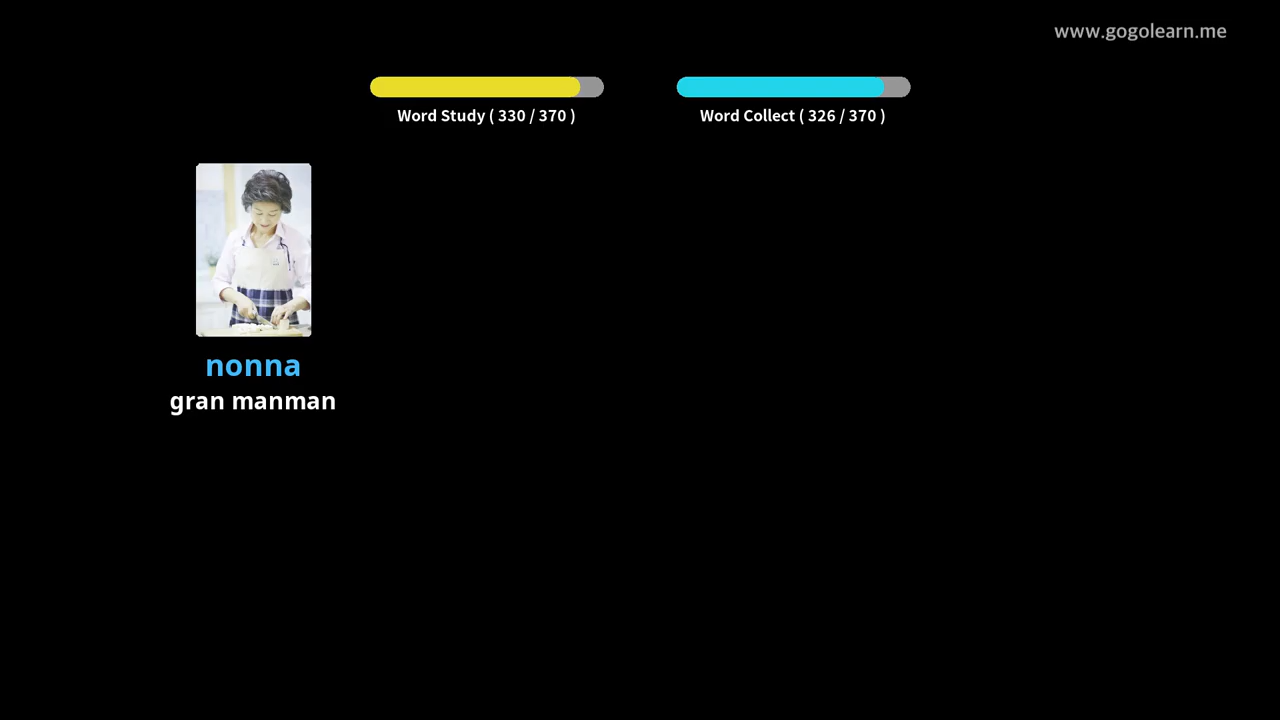 www.gogolearn.me
Word Study ( 330 / 370 )
Word Collect ( 326 / 370 )
nonna
gran manman